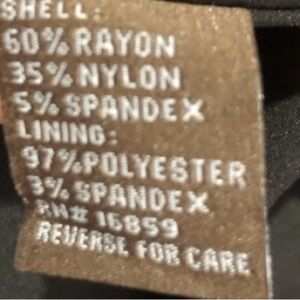 SHELL:
60% RAYON
35% NYLON
5% SPANDEX
LINING:
97% POLYESTER
3% SPANDEX
RN# 16859
REVERSE FOR CARE